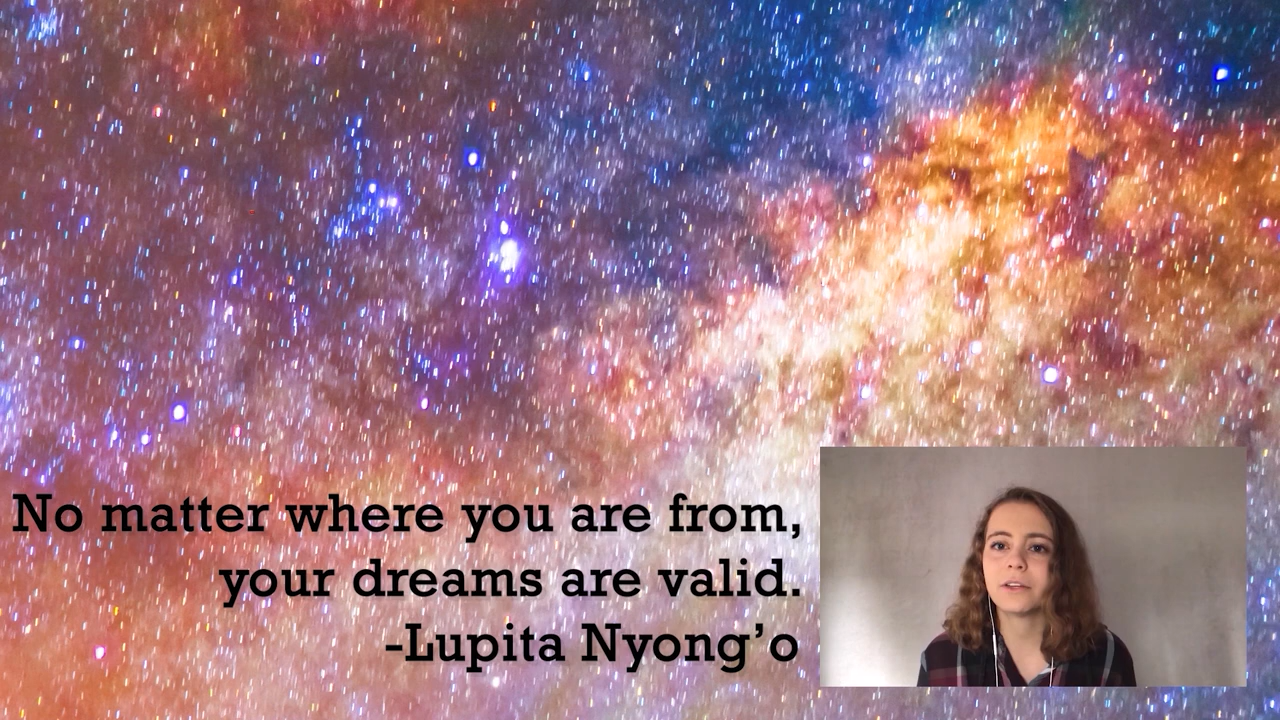 No matter where you are from,
your dreams are valid.
-Lupita Nyong’o